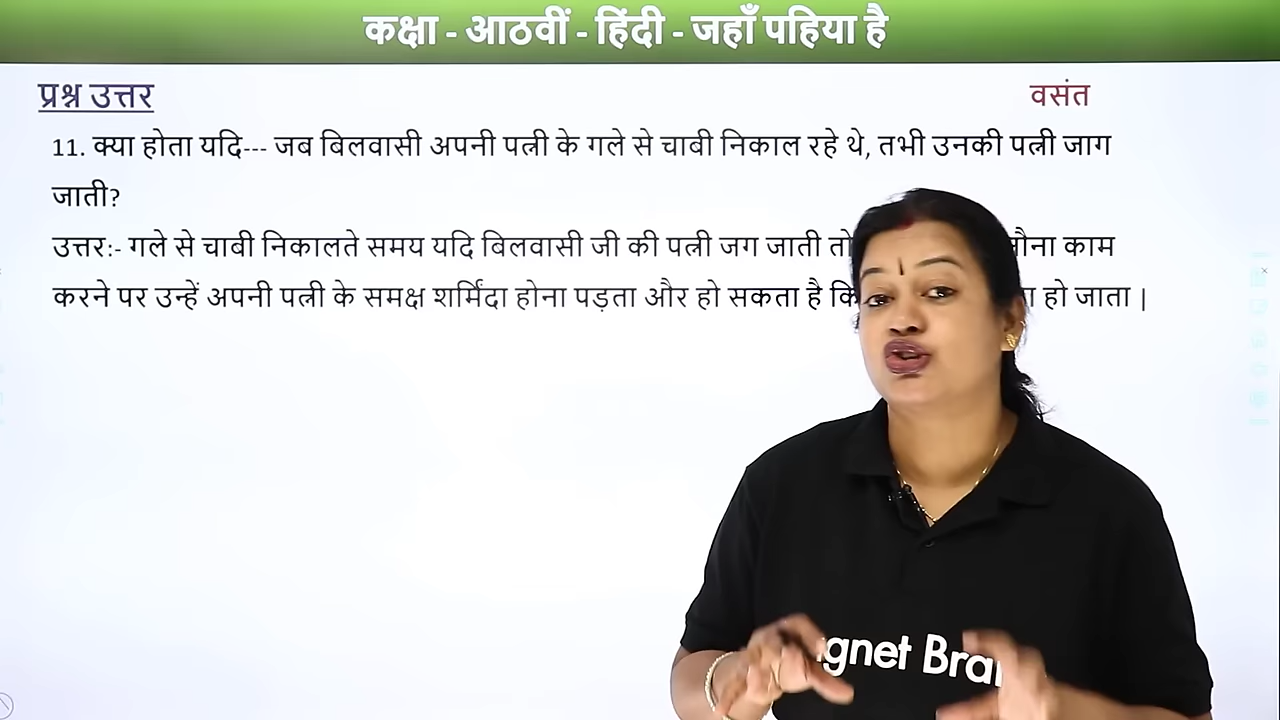 कक्षा - आठवीं - हिंदी - जहाँ पहिया है
प्रश्न उत्तर
वसंत
11. क्या होता यदि--- जब बिलवासी अपनी पत्नी के गले से चाबी निकाल रहे थे, तभी उनकी पत्नी जाग
जाती?
उत्तर:- गले से चाबी निकालते समय यदि बिलवासी जी की पत्नी जग जाती तो काम
करने पर उन्हें अपनी पत्नी के समक्ष शर्मिंदा होना पड़ता और हो सकता है कि हो जाता |